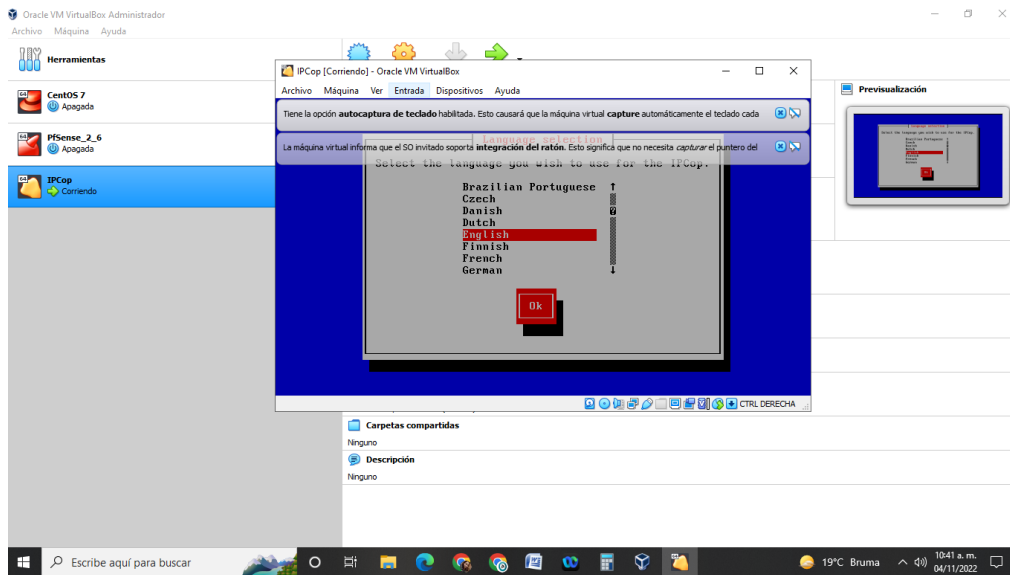 Oracle VM VirtualBox Administrador
Archivo Máquina Ayuda
Herramientas
64
CentOS 7
Apagada
64
PfSense_2_6
Apagada
64
IPCop
Corriendo
IPCop [Corriendo] - Oracle VM VirtualBox
Archivo Máquina Ver Entrada Dispositivos Ayuda
Tiene la opción autocaptura de teclado habilitada. Esto causará que la máquina virtual capture automáticamente el teclado cada
La máquina virtual informa que el SO invitado soporta integración del ratón. Esto significa que no necesita capturar el puntero del
Language selection
Select the language you wish to use for the IPCop.
Brazilian Portuguese
Czech
Danish
Dutch
English
Finnish
French
German
Ok
CTRL DERECHA
Previsualización
Carpetas compartidas
Ninguno
Descripción
Ninguno
Escribe aquí para buscar
19°C Bruma
10:41 a. m.
04/11/2022